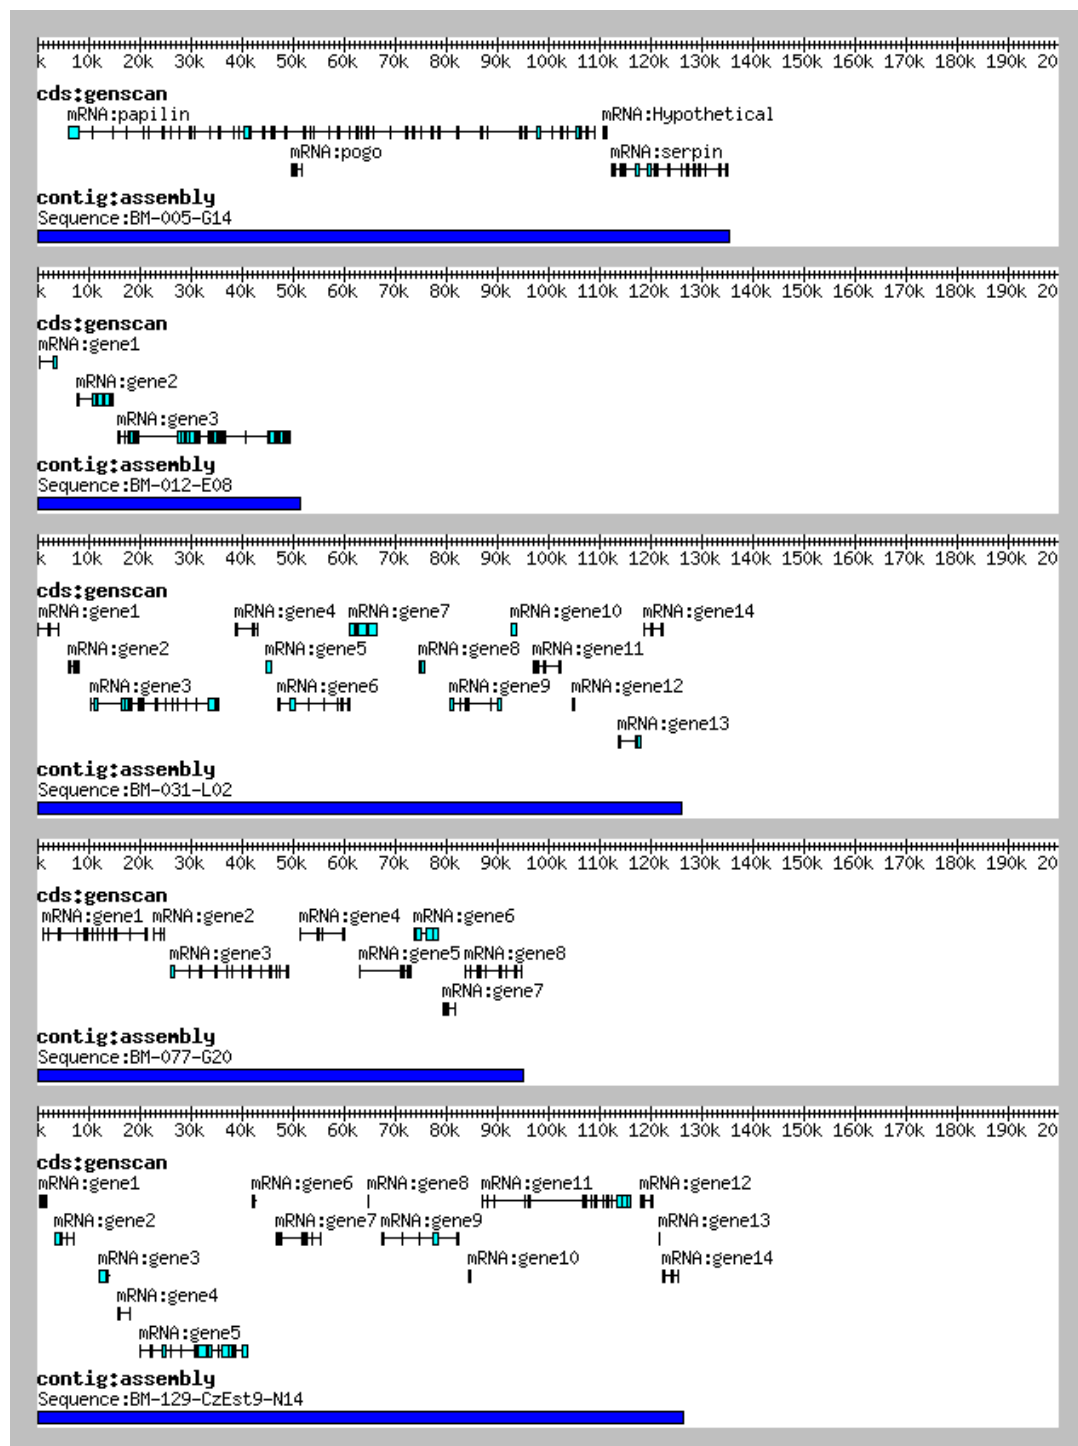 k 10k 20k 30k 40k 50k 60k 70k 80k 90k 100k 110k 120k 130k 140k 150k 160k 170k 180k 190k 20
cds:genscan
mRNA:papilin mRNA:Hypothetical
mRNA:pogo mRNA:serpin
contig:assembly
Sequence:BM-005-G14
k 10k 20k 30k 40k 50k 60k 70k 80k 90k 100k 110k 120k 130k 140k 150k 160k 170k 180k 190k 20
cds:genscan
mRNA:gene1
mRNA:gene2
mRNA:gene3
contig:assembly
Sequence:BM-012-E08
k 10k 20k 30k 40k 50k 60k 70k 80k 90k 100k 110k 120k 130k 140k 150k 160k 170k 180k 190k 20
cds:genscan
mRNA:gene1 mRNA:gene4 mRNA:gene7 mRNA:gene10 mRNA:gene14
mRNA:gene2 mRNA:gene5 mRNA:gene8 mRNA:gene11
mRNA:gene3 mRNA:gene6 mRNA:gene9 mRNA:gene12
mRNA:gene13
contig:assembly
Sequence:BM-031-L02
k 10k 20k 30k 40k 50k 60k 70k 80k 90k 100k 110k 120k 130k 140k 150k 160k 170k 180k 190k 20
cds:genscan
mRNA:gene1 mRNA:gene2 mRNA:gene4 mRNA:gene6
mRNA:gene3 mRNA:gene5 mRNA:gene8
mRNA:gene7
contig:assembly
Sequence:BM-077-G20
k 10k 20k 30k 40k 50k 60k 70k 80k 90k 100k 110k 120k 130k 140k 150k 160k 170k 180k 190k 20
cds:genscan
mRNA:gene1 mRNA:gene6 mRNA:gene8 mRNA:gene11 mRNA:gene12
mRNA:gene2 mRNA:gene7 mRNA:gene9 mRNA:gene13
mRNA:gene3 mRNA:gene10 mRNA:gene14
mRNA:gene4
mRNA:gene5
contig:assembly
Sequence:BM-129-CzEst9-N14